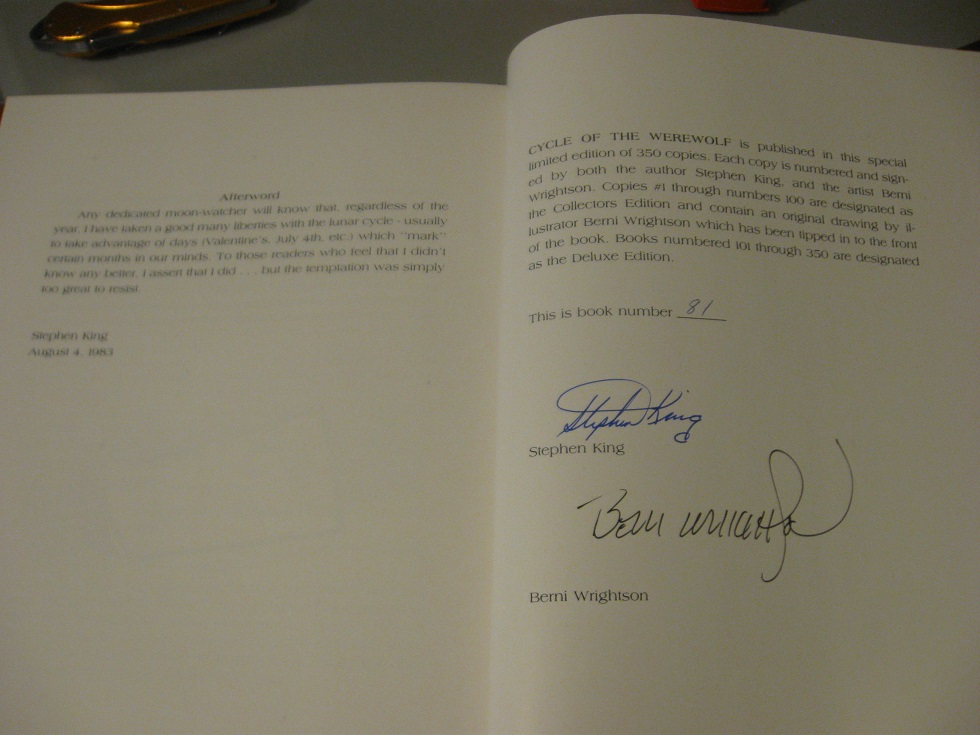 Afterword
Any dedicated moon-watcher will know that, regardless of the
year, I have taken a good many liberties with the lunar cycle - usually
to take advantage of days (Valentine's, July 4th, etc.) which "mark"
certain months in our minds. To those readers who feel that I didn't
know any better, I assert that I did . . . but the temptation was simply
too great to resist.
Stephen King
August 4, 1983
CYCLE OF THE WEREWOLF is published in this special
limited edition of 350 copies. Each copy is numbered and sign-
ed by both the author Stephen King, and the artist Berni
Wrightson. Copies #1 through numbers 100 are designated as
the Collectors Edition and contain an original drawing by il-
lustrator Berni Wrightson which has been tipped in to the front
of the book. Books numbered 101 through 350 are designated
as the Deluxe Edition.
This is book number 81
Stephen King
Stephen King
Berni Wrightson
Berni Wrightson